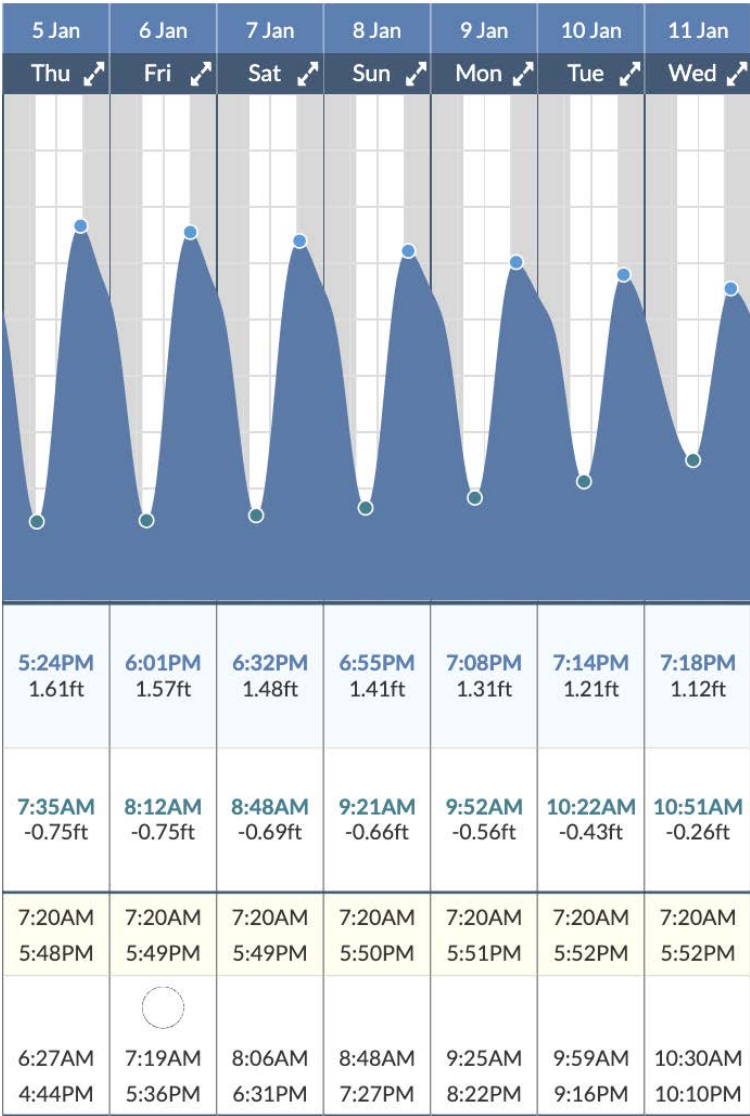 5 Jan 6 Jan 7 Jan 8 Jan 9 Jan 10 Jan 11 Jan
Thu Fri Sat Sun Mon Tue Wed
5:24PM 6:01PM 6:32PM 6:55PM 7:08PM 7:14PM 7:18PM
1.61ft 1.57ft 1.48ft 1.41ft 1.31ft 1.21ft 1.12ft
7:35AM 8:12AM 8:48AM 9:21AM 9:52AM 10:22AM 10:51AM
-0.75ft -0.75ft -0.69ft -0.66ft -0.56ft -0.43ft -0.26ft
7:20AM 7:20AM 7:20AM 7:20AM 7:20AM 7:20AM 7:20AM
5:48PM 5:49PM 5:49PM 5:50PM 5:51PM 5:52PM 5:52PM
6:27AM 7:19AM 8:06AM 8:48AM 9:25AM 9:59AM 10:30AM
4:44PM 5:36PM 6:31PM 7:27PM 8:22PM 9:16PM 10:10PM